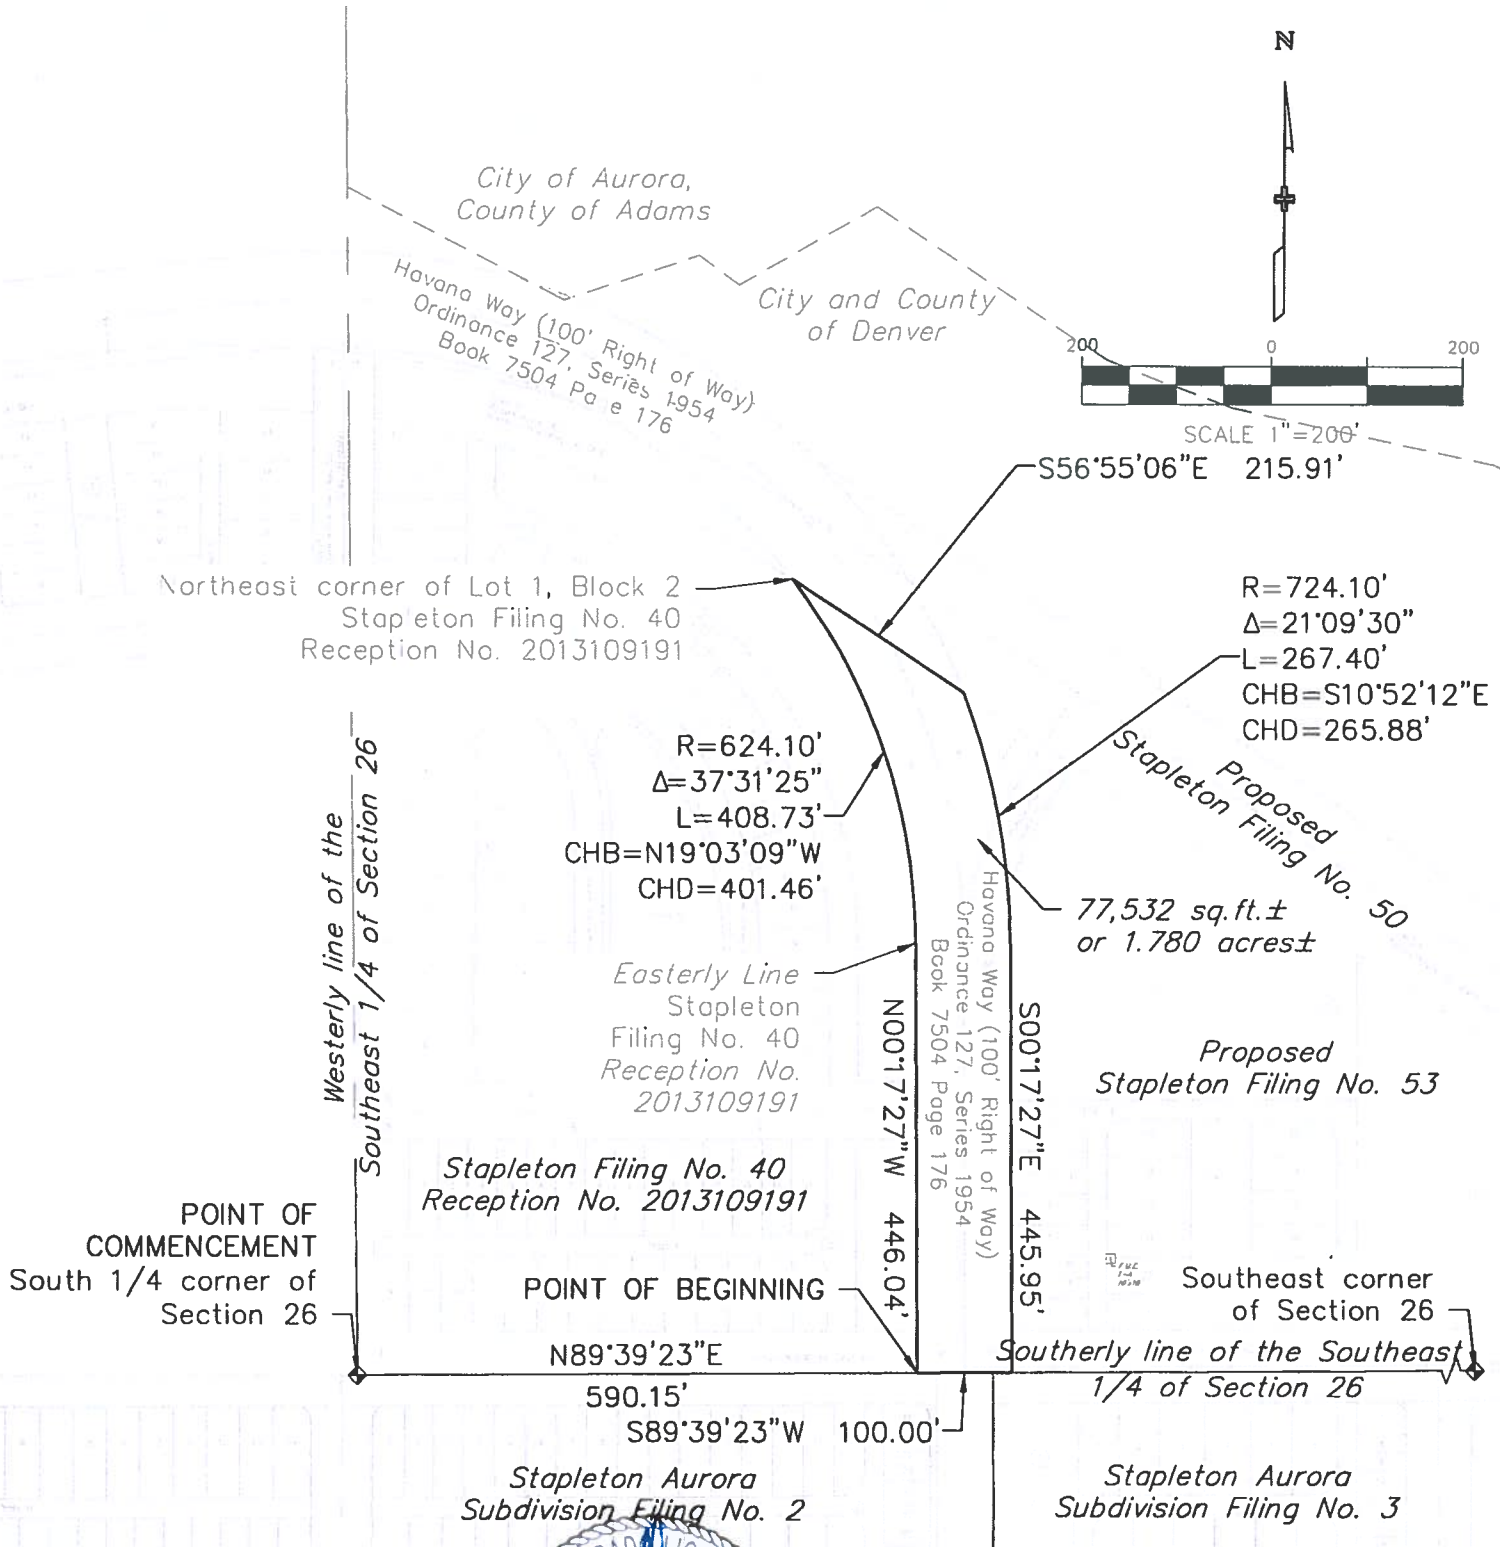 N
City of Aurora,
County of Adams
Havana Way (100' Right of Way)
Ordinance 127, Series 1954
Book 7504 Pa e 176
City and County
of Denver
200 0 200
SCALE 1"=200'
S56°55'06"E 215.91'
Northeast corner of Lot 1, Block 2
Stap eton Filing No. 40
Reception No. 2013109191
R=724.10'
Δ=21°09'30"
L=267.40'
CHB=S10°52'12"E
CHD=265.88'
R=624.10'
Δ=37°31'25"
L=408.73'
CHB=N19°03'09"W
CHD=401.46'
Proposed
Stapleton Filing No. 50
Westerly line of the
Southeast 1/4 of Section 26
77,532 sq.ft.±
or 1.780 acres±
Easterly Line
Stapleton
Filing No. 40
Reception No.
2013109191
N00°17'27"W 446.04'
Havana Way (100' Right of Way)
Ordinance 127, Series 1954
Book 7504 Page 176
S00°17'27"E 445.95'
Proposed
Stapleton Filing No. 53
Stapleton Filing No. 40
Reception No. 2013109191
POINT OF
COMMENCEMENT
South 1/4 corner of
Section 26
POINT OF BEGINNING
Southeast corner
of Section 26
N89°39'23"E
590.15'
Southerly line of the Southeast
1/4 of Section 26
S89°39'23"W 100.00'
Stapleton Aurora
Subdivision Filing No. 2
Stapleton Aurora
Subdivision Filing No. 3